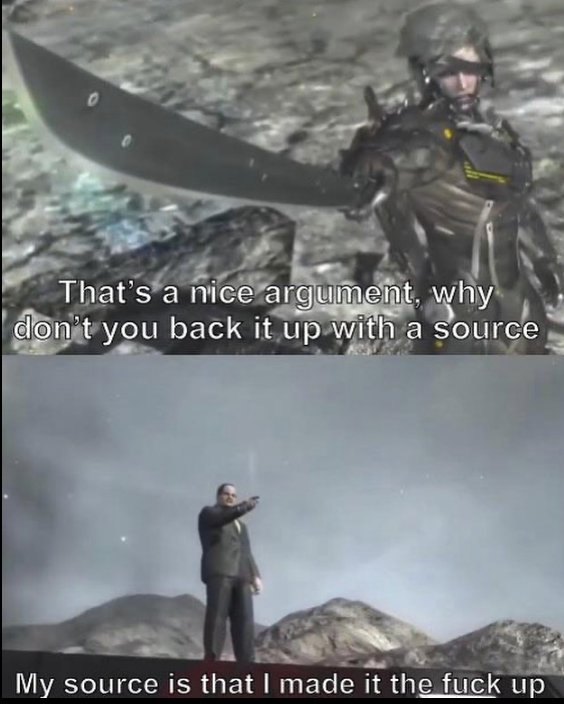 That's a nice argument, why
don't you back it up with a source
My source is that I made it the fuck up